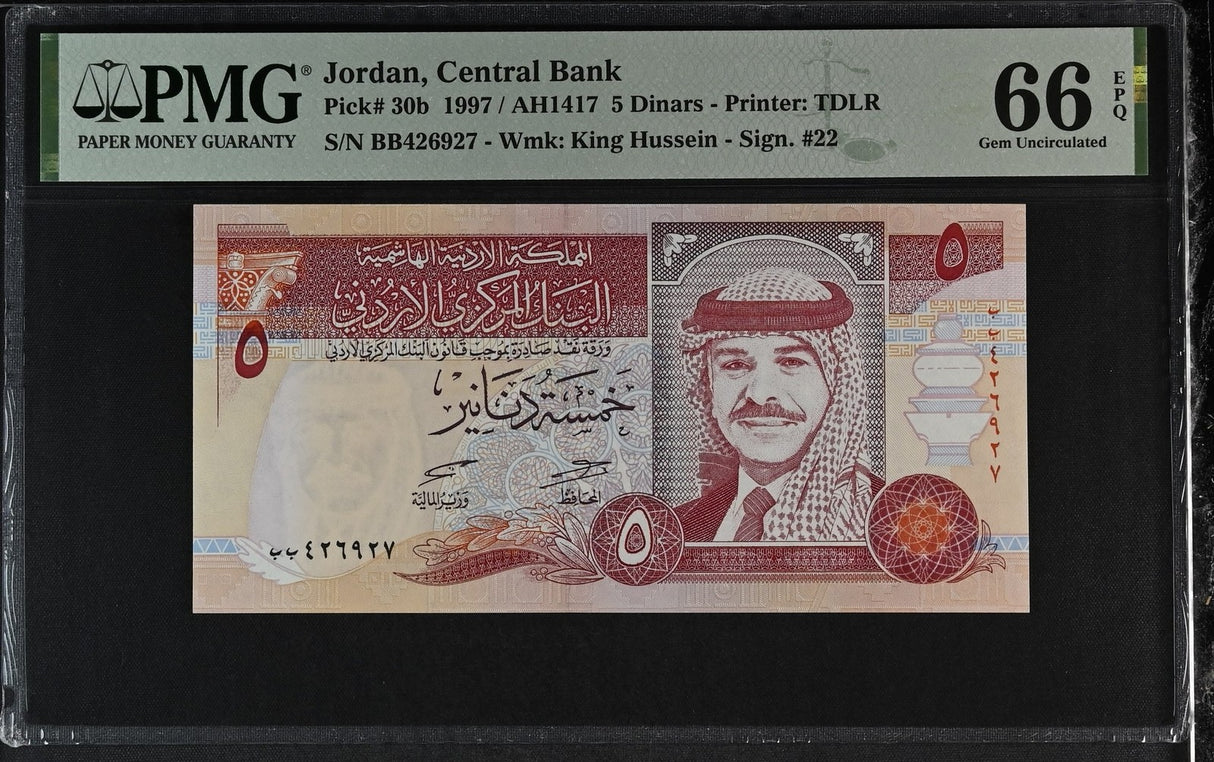 PMG®
PAPER MONEY GUARANTY
Jordan, Central Bank
Pick# 30b 1997 / AH1417 5 Dinars - Printer: TDLR
S/N BB426927 - Wmk: King Hussein - Sign. #22
66
EPQ
Gem Uncirculated
المملكة الاردنية الهاشمية
البنك المركزي الاردني
ورقة نقد صادرة بموجب قانون البنك المركزي الاردني
خمسة دنانير
المحافظ
وزير المالية
ب ب ٤٢٦٩٢٧
٥
٥
٥
ب ب ٤٢٦٩٢٧